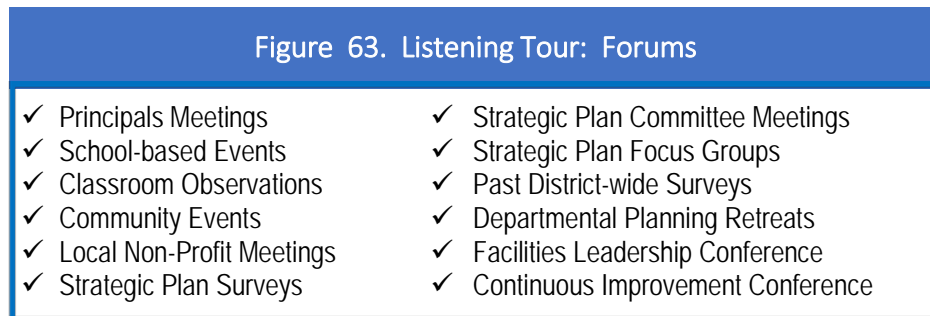 Figure 63. Listening Tour: Forums
✓ Principals Meetings
✓ School-based Events
✓ Classroom Observations
✓ Community Events
✓ Local Non-Profit Meetings
✓ Strategic Plan Surveys
✓ Strategic Plan Committee Meetings
✓ Strategic Plan Focus Groups
✓ Past District-wide Surveys
✓ Departmental Planning Retreats
✓ Facilities Leadership Conference
✓ Continuous Improvement Conference